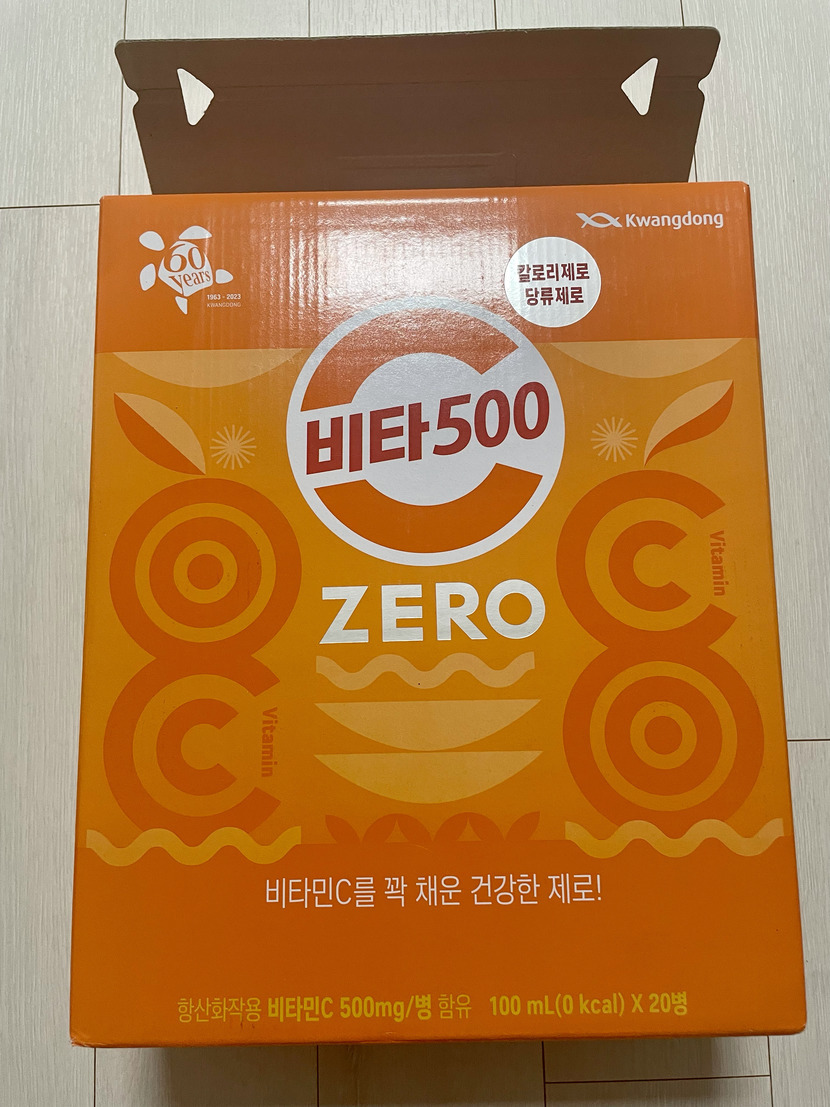 60
years
1963 - 2023
KWANGDONG
Kwangdong
칼로리제로
당류제로
비타500
ZERO
Vitamin
Vitamin
비타민C를 꽉 채운 건강한 제로!
항산화작용 비타민C 500mg/병 함유 100 mL(0 kcal) X 20병